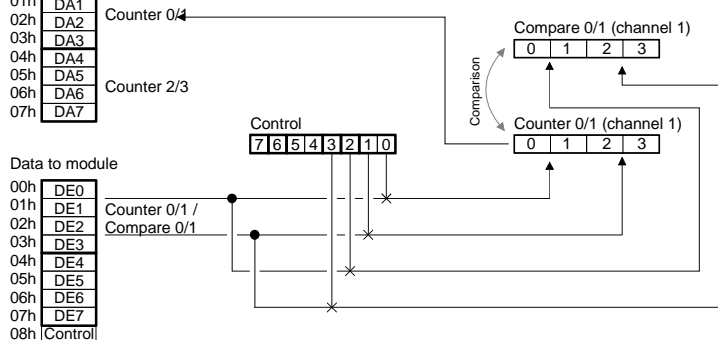 01h DA1
02h DA2 Counter 0/1
03h DA3
04h DA4
05h DA5
06h DA6 Counter 2/3
07h DA7
Compare 0/1 (channel 1)
0 1 2 3
Comparison
Counter 0/1 (channel 1)
0 1 2 3
Control
7 6 5 4 3 2 1 0
Data to module
00h DE0
01h DE1 Counter 0/1 /
02h DE2 Compare 0/1
03h DE3
04h DE4
05h DE5
06h DE6
07h DE7
08h Control